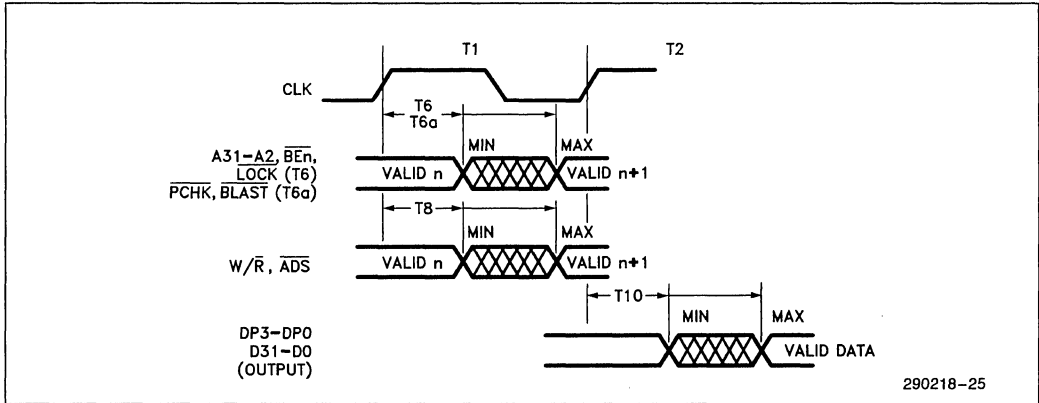 T1 T2
CLK
T6
T6a
MIN MAX
A31-A2, BEn,
LOCK (T6)
PCHK, BLAST (T6a)
VALID n VALID n+1
T8
MIN MAX
W/R, ADS
VALID n VALID n+1
T10
MIN MAX
DP3-DP0
D31-D0
(OUTPUT)
VALID DATA
290218-25